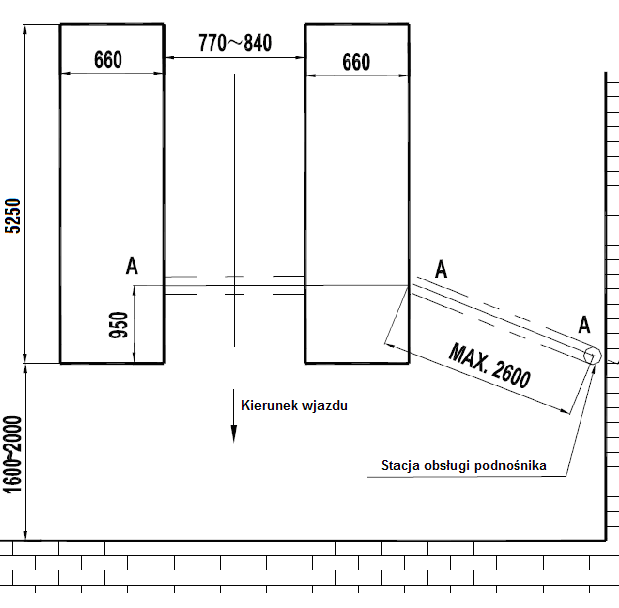 770~840
660
660
5250
A
A
950
A
MAX. 2600
Kierunek wjazdu
1600~2000
Stacja obsługi podnośnika